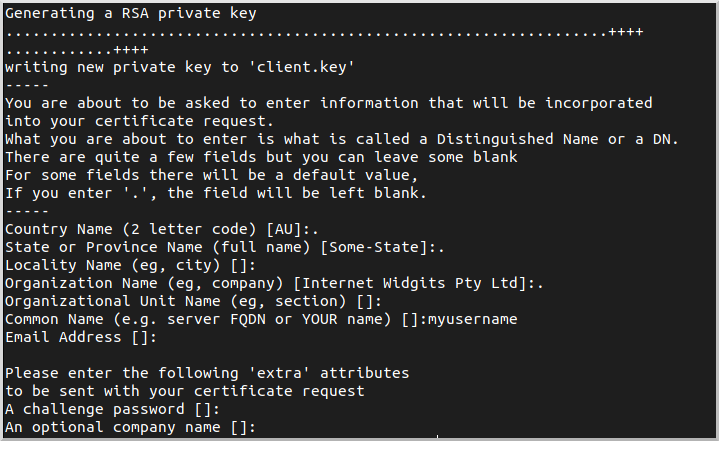 Generating a RSA private key
...................................................................++++
............++++
writing new private key to 'client.key'
-----
You are about to be asked to enter information that will be incorporated
into your certificate request.
What you are about to enter is what is called a Distinguished Name or a DN.
There are quite a few fields but you can leave some blank
For some fields there will be a default value,
If you enter '.', the field will be left blank.
-----
Country Name (2 letter code) [AU]:.
State or Province Name (full name) [Some-State]:.
Locality Name (eg, city) []:
Organization Name (eg, company) [Internet Widgits Pty Ltd]:.
Organizational Unit Name (eg, section) []:
Common Name (e.g. server FQDN or YOUR name) []:myusername
Email Address []:
Please enter the following 'extra' attributes
to be sent with your certificate request
A challenge password []:
An optional company name []: